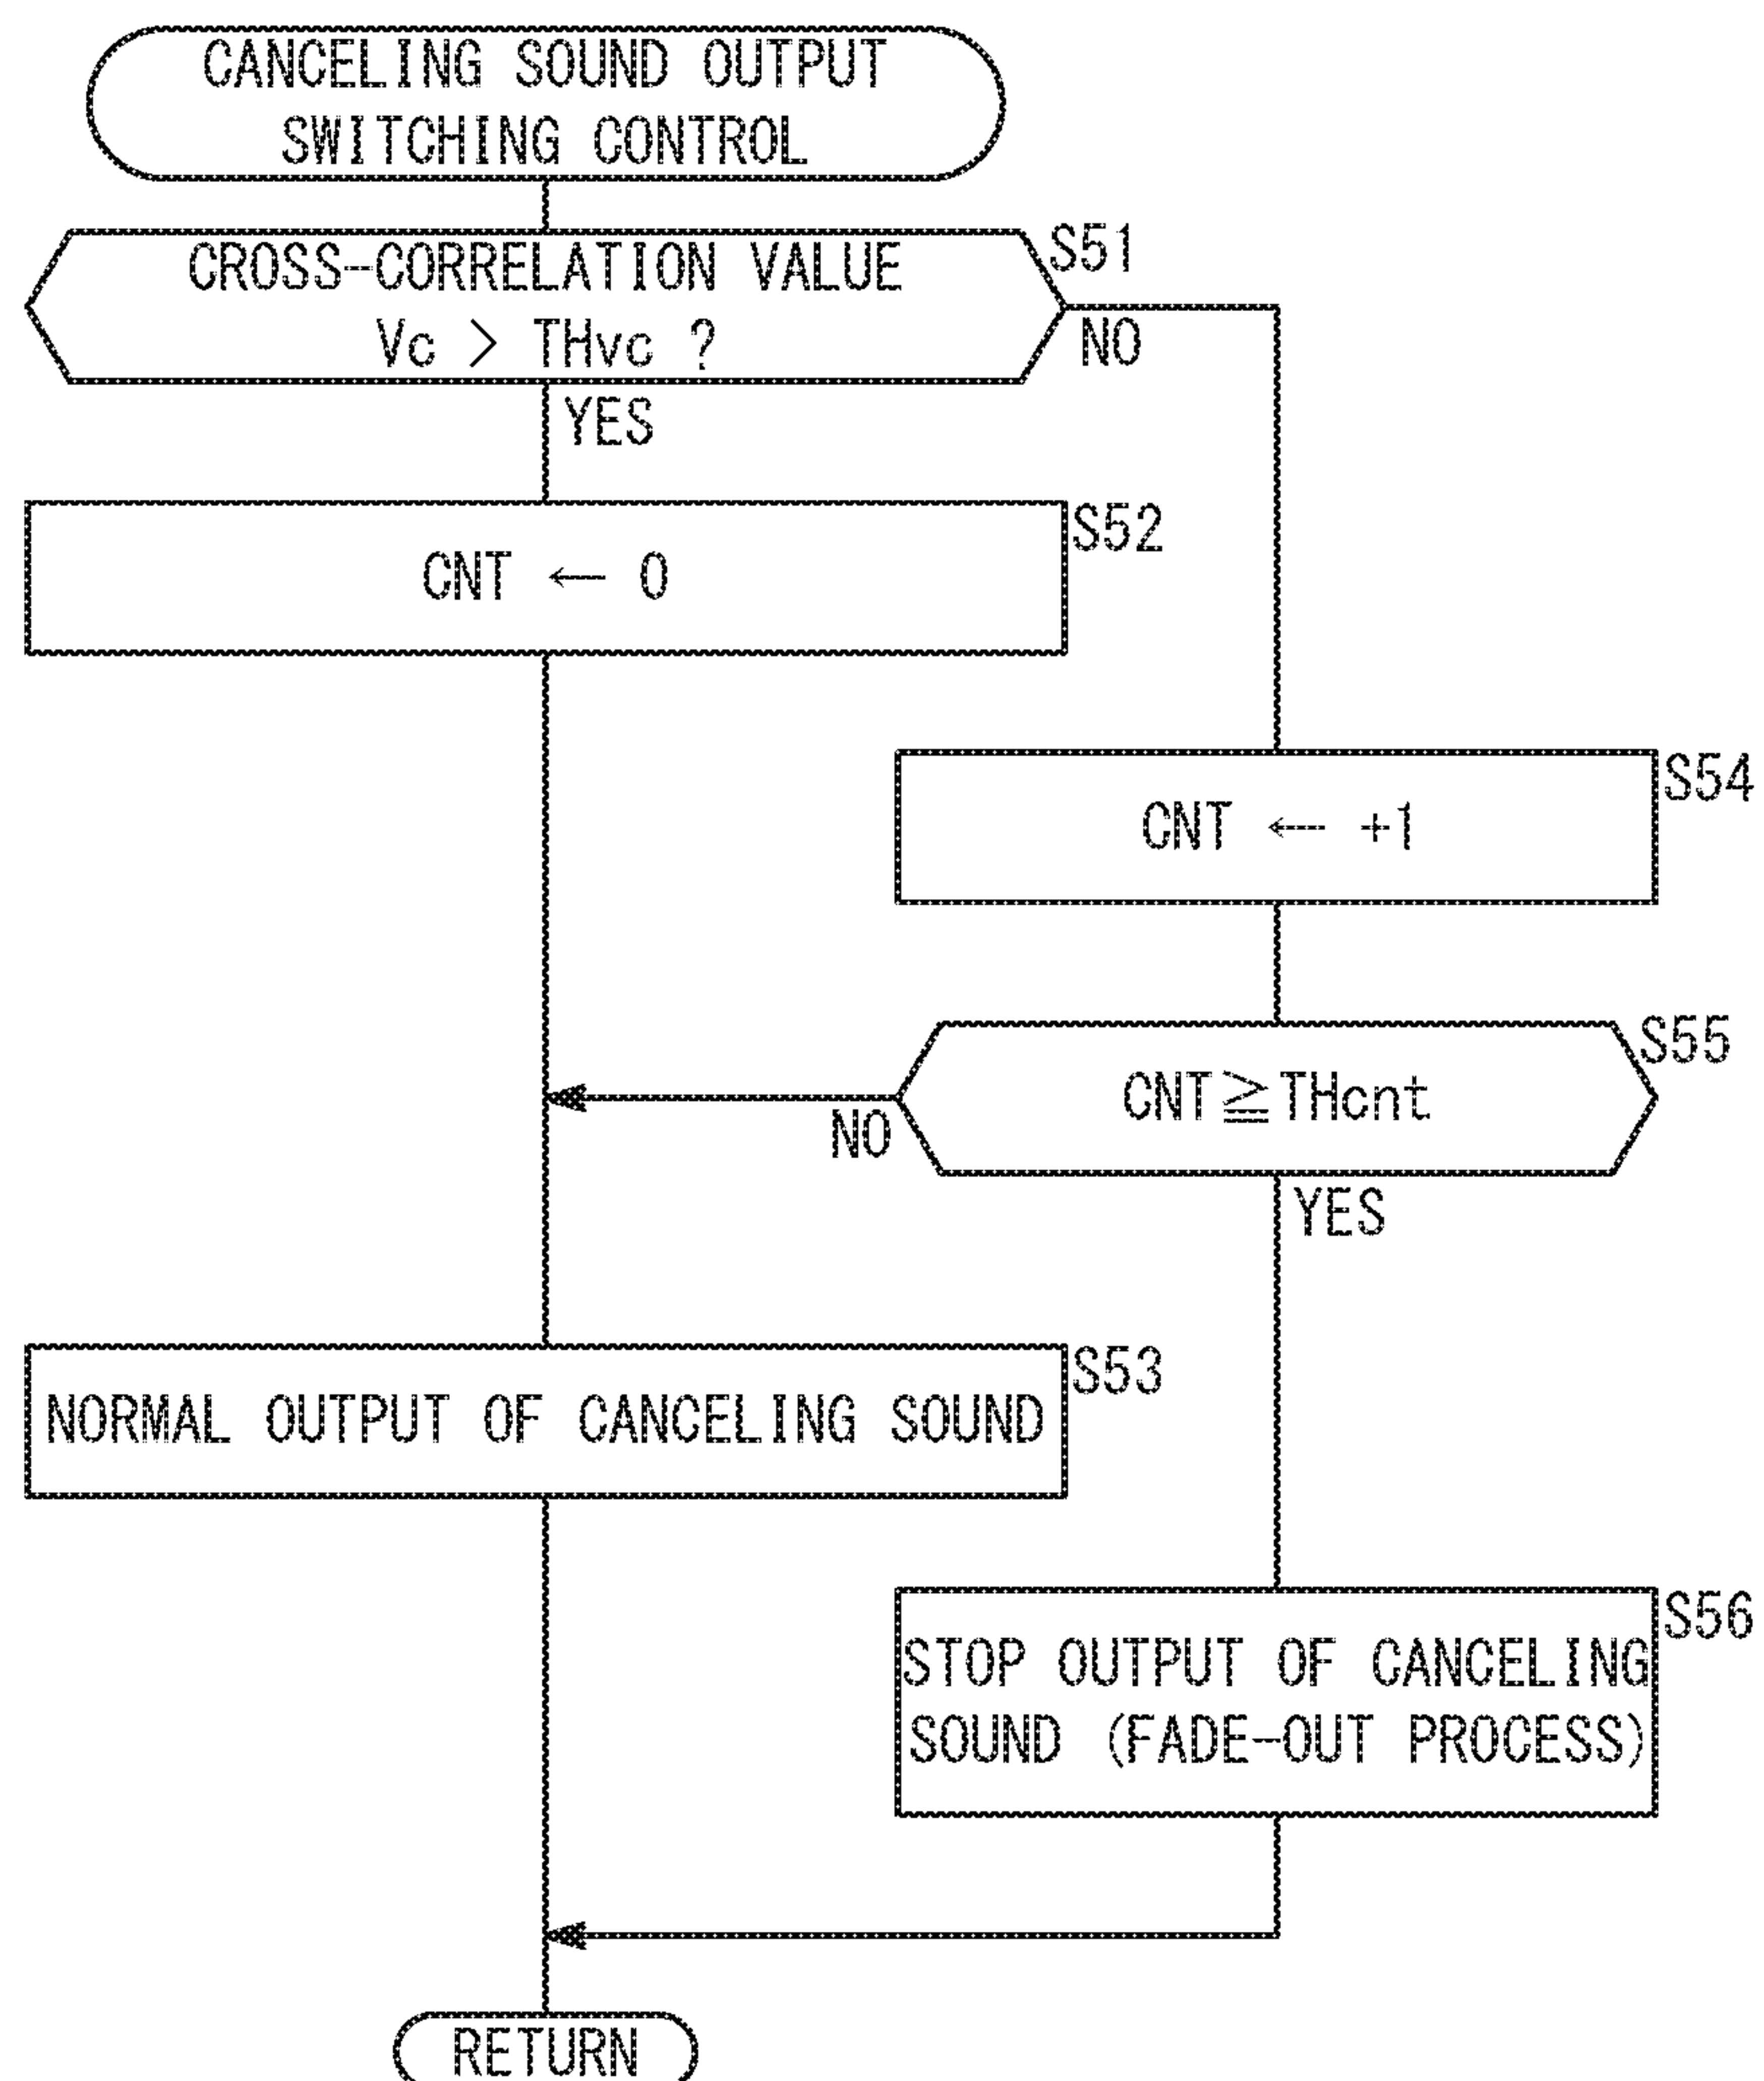 CANCELING SOUND OUTPUT
SWITCHING CONTROL
CROSS-CORRELATION VALUE
Vc > THvc ?
S51
NO
YES
S52
CNT ← 0
S54
CNT ← +1
S55
CNT≧THcnt
NO
YES
S53
NORMAL OUTPUT OF CANCELING SOUND
S56
STOP OUTPUT OF CANCELING
SOUND (FADE-OUT PROCESS)
RETURN